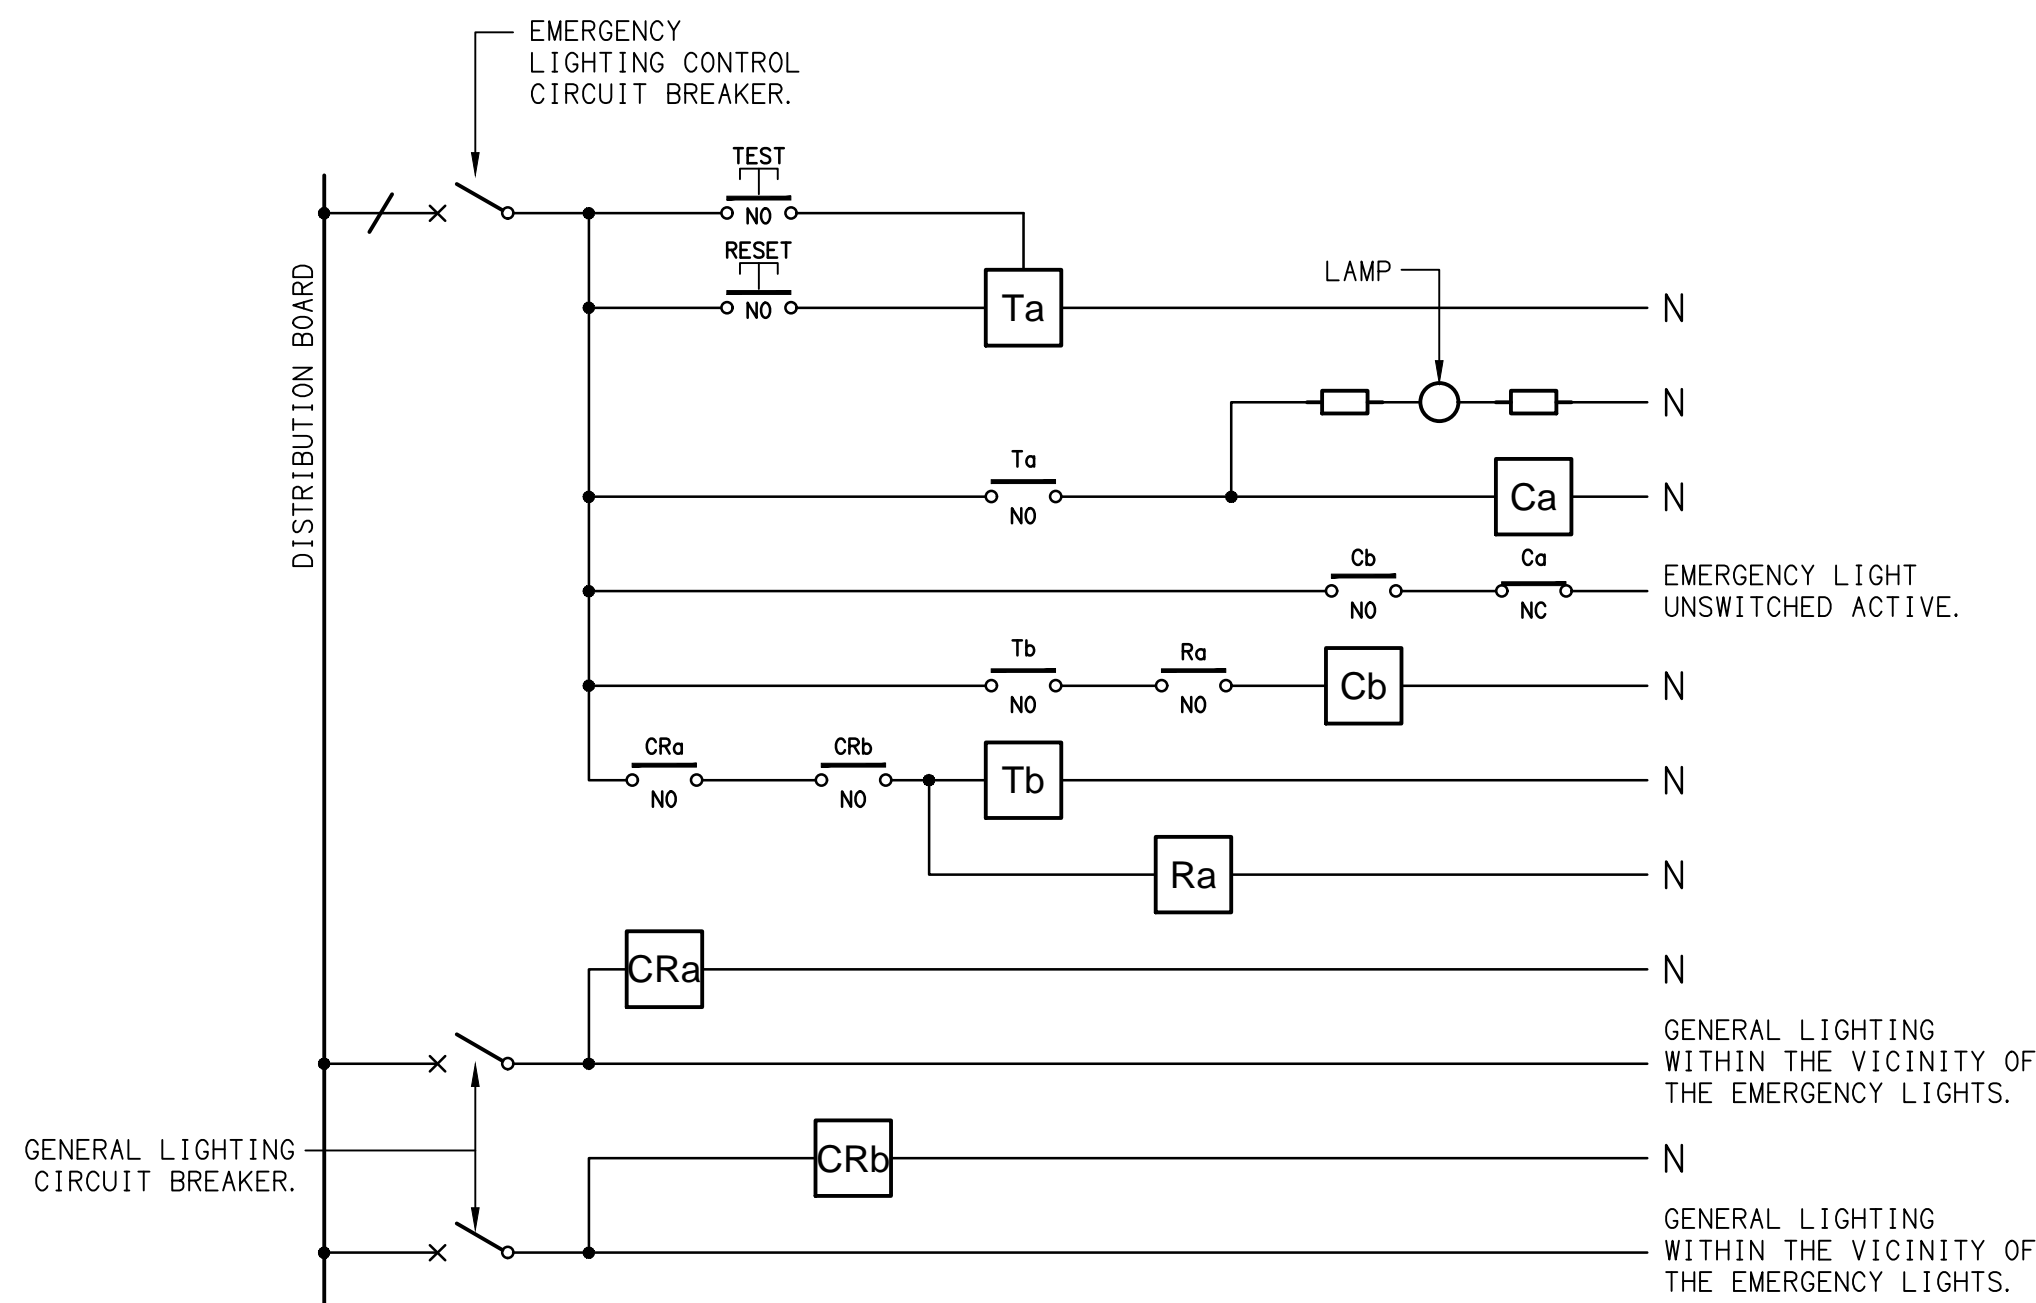 EMERGENCY
LIGHTING CONTROL
CIRCUIT BREAKER.
TEST
NO
RESET
NO
Ta
N
LAMP
N
DISTRIBUTION BOARD
Ta
NO
Ca
N
Cb
NO
Ca
NC
EMERGENCY LIGHT
UNSWITCHED ACTIVE.
Tb
NO
Ra
NO
Cb
N
CRa
NO
CRb
NO
Tb
N
Ra
N
CRa
N
GENERAL LIGHTING
WITHIN THE VICINITY OF
THE EMERGENCY LIGHTS.
GENERAL LIGHTING
CIRCUIT BREAKER.
CRb
N
GENERAL LIGHTING
WITHIN THE VICINITY OF
THE EMERGENCY LIGHTS.